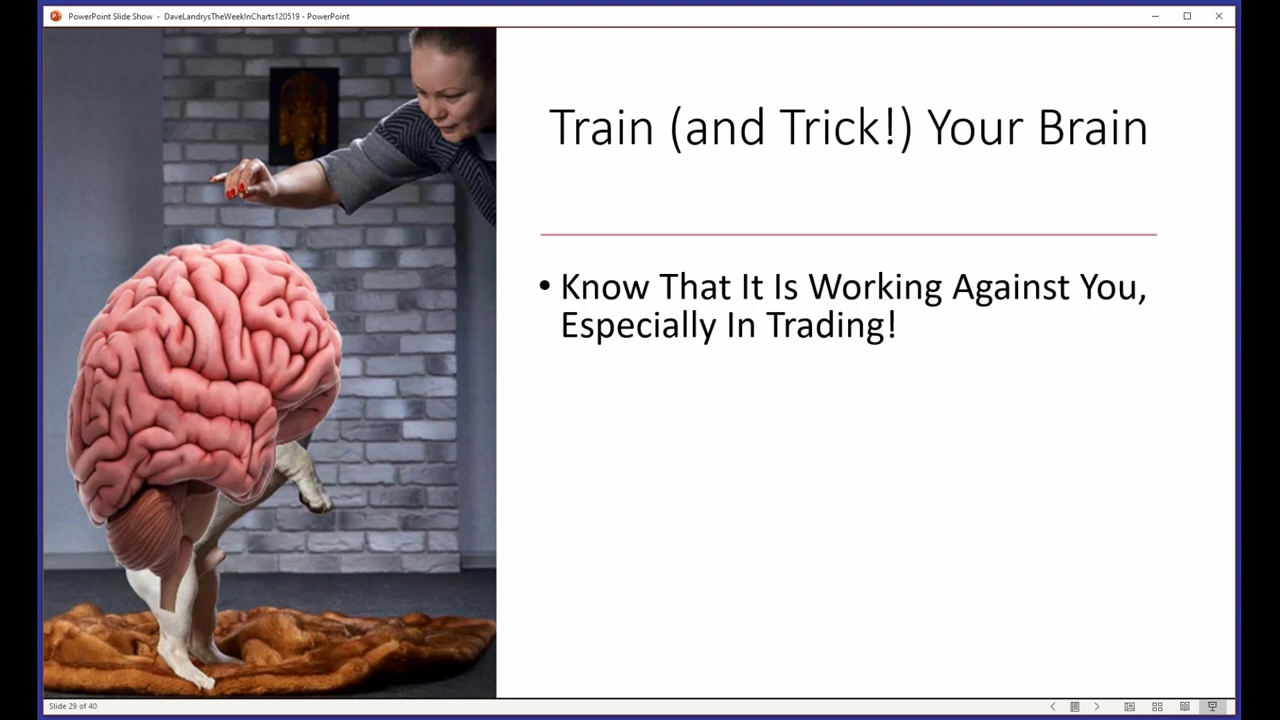 PowerPoint Slide Show - DaveLandrysTheWeekInCharts120519 - PowerPoint
Train (and Trick!) Your Brain
• Know That It Is Working Against You,
Especially In Trading!
Slide 29 of 40